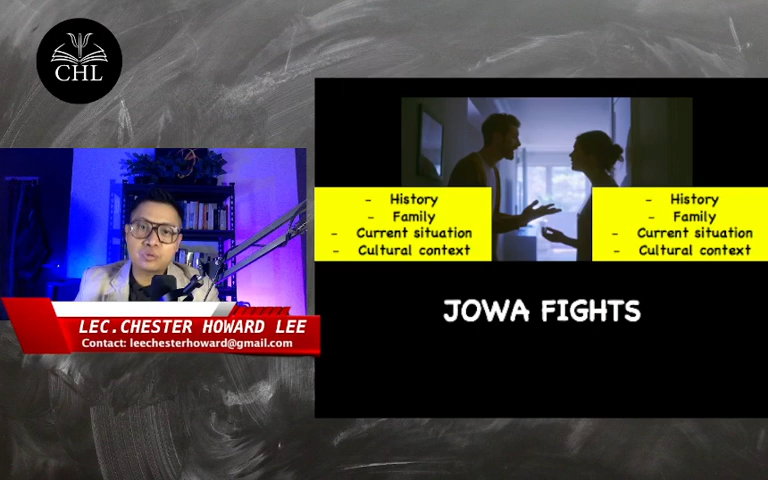 CHL
- History
- Family
- Current situation
- Cultural context
- History
- Family
- Current situation
- Cultural context
JOWA FIGHTS
LEC.CHESTER HOWARD LEE
Contact: leechesterhoward@gmail.com